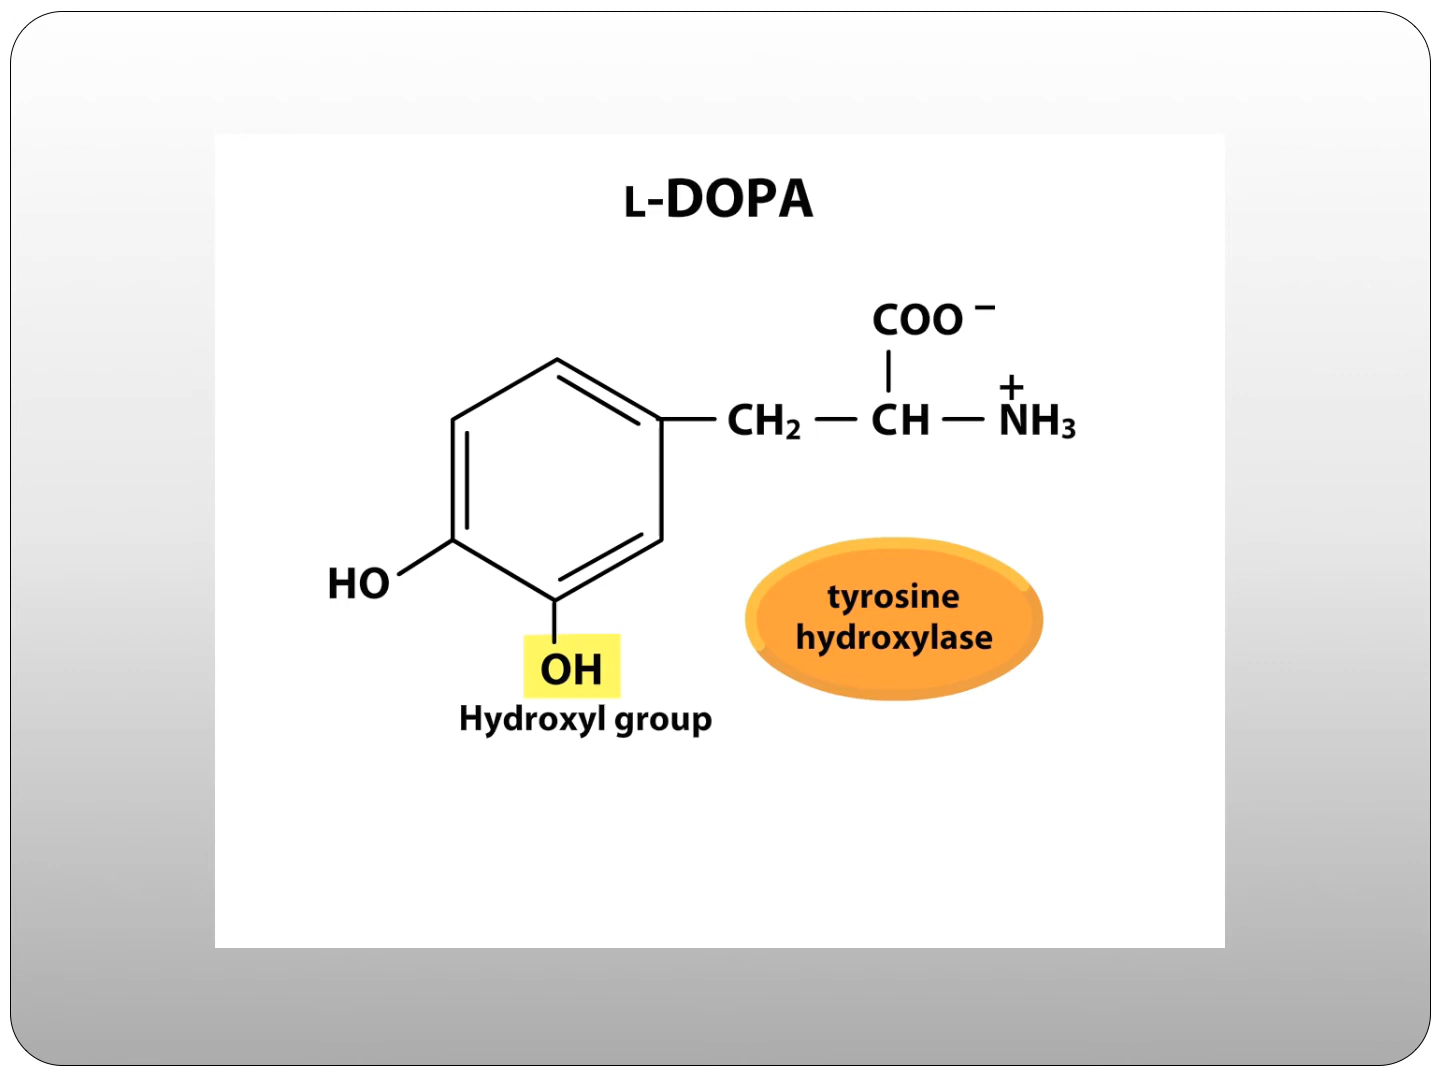 L-DOPA
COO −
+
CH2 — CH — NH3
HO
OH
Hydroxyl group
tyrosine
hydroxylase